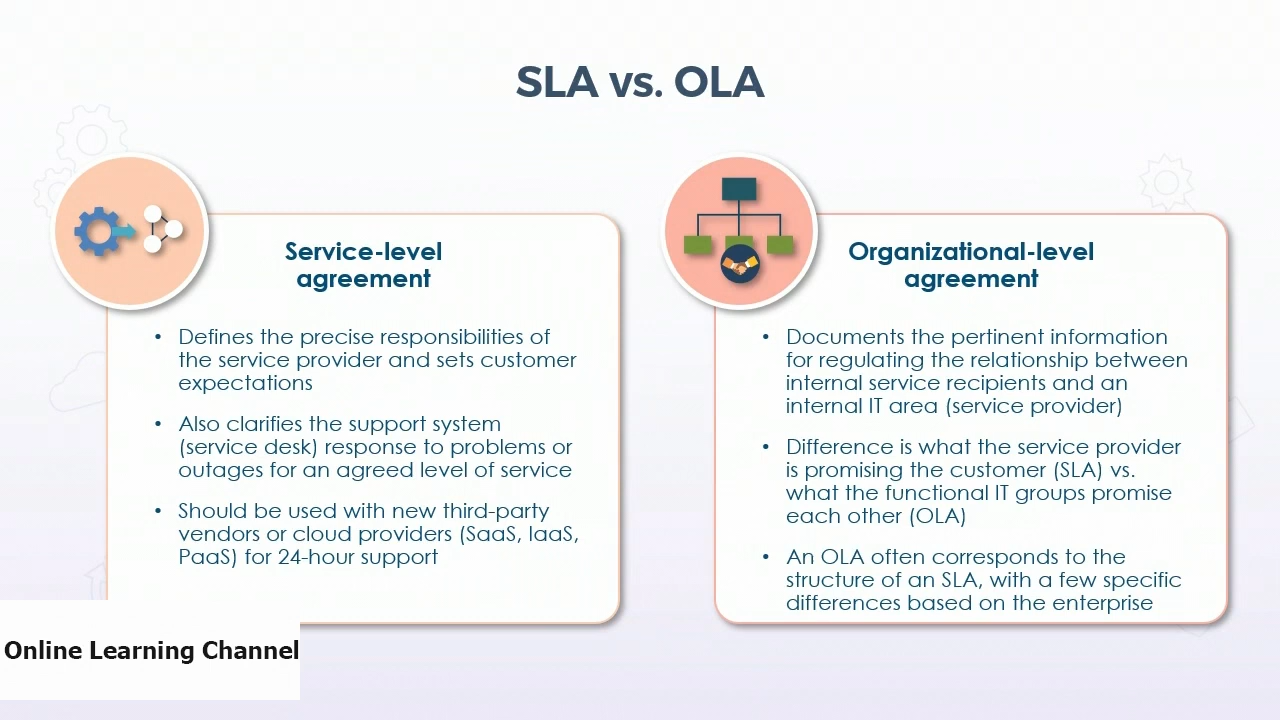 SLA vs. OLA
Service-level
agreement
• Defines the precise responsibilities of
the service provider and sets customer
expectations
• Also clarifies the support system
(service desk) response to problems or
outages for an agreed level of service
• Should be used with new third-party
vendors or cloud providers (SaaS, IaaS,
PaaS) for 24-hour support
Organizational-level
agreement
• Documents the pertinent information
for regulating the relationship between
internal service recipients and an
internal IT area (service provider)
• Difference is what the service provider
is promising the customer (SLA) vs.
what the functional IT groups promise
each other (OLA)
• An OLA often corresponds to the
structure of an SLA, with a few specific
differences based on the enterprise
Online Learning Channel